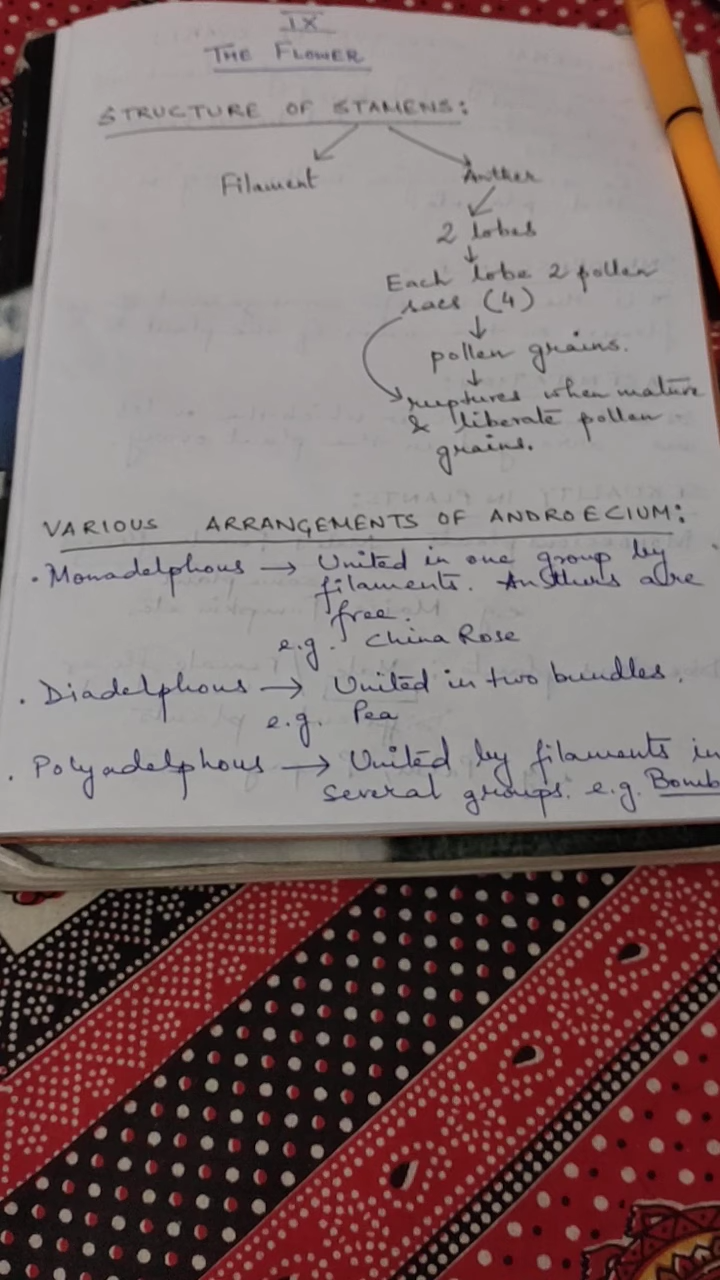 IX
THE FLOWER
STRUCTURE OF STAMENS:
Filament Anther
2 lobes
Each lobe 2 pollen
sacs (4)
pollen grains.
ruptures when mature
& liberate pollen
grains.
VARIOUS ARRANGEMENTS OF ANDROECIUM:
. Monadelphous → United in one group by
filaments. Anthers are
free.
e.g. China Rose
. Diadelphous → United in two bundles.
e.g. Pea
. Polyadelphous → United by filaments in
several groups. e.g. Bomb